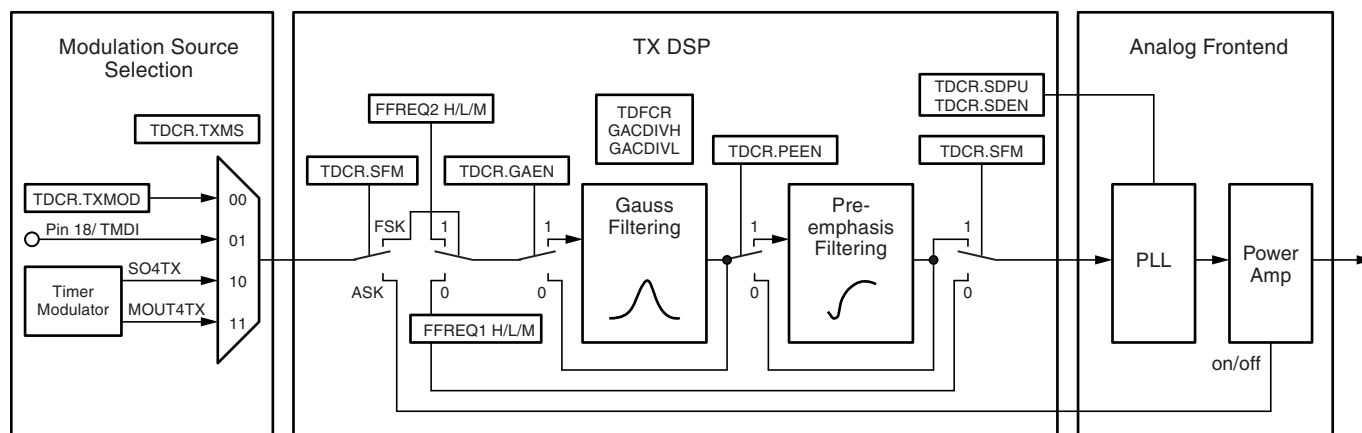 Modulation Source
Selection
TDCR.TXMS
TDCR.TXMOD
Pin 18/ TMDI
Timer
Modulator
SO4TX
MOUT4TX
00
01
10
11
TX DSP
FFREQ2 H/L/M
TDCR.SFM
TDCR.GAEN
FSK
ASK
1
0
FFREQ1 H/L/M
1
0
TDFCR
GACDIVH
GACDIVL
Gauss
Filtering
TDCR.PEEN
1
0
Pre-
emphasis
Filtering
TDCR.SDPU
TDCR.SDEN
TDCR.SFM
1
0
Analog Frontend
PLL
Power
Amp
on/off